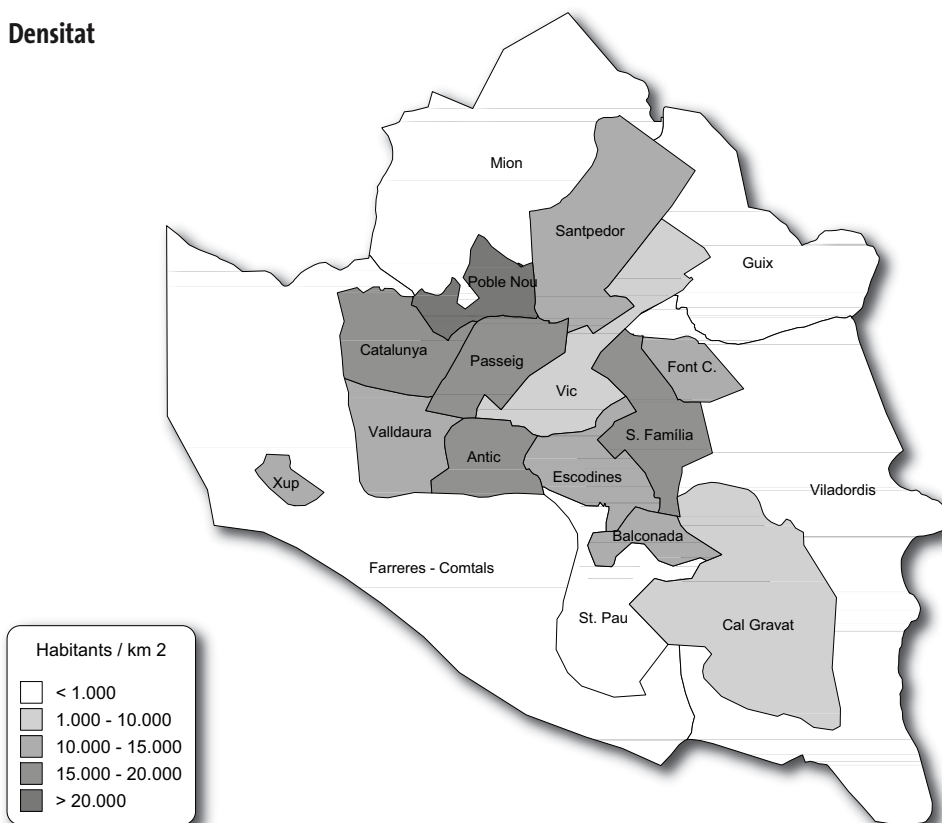 Densitat
Mion
Santpedor
Guix
Poble Nou
Catalunya
Passeig
Font C.
Vic
Valldaura
S. Família
Antic
Escodines
Xup
Viladordis
Balconada
Farreres - Comtals
St. Pau
Cal Gravat
Habitants / km 2
< 1.000
1.000 - 10.000
10.000 - 15.000
15.000 - 20.000
> 20.000